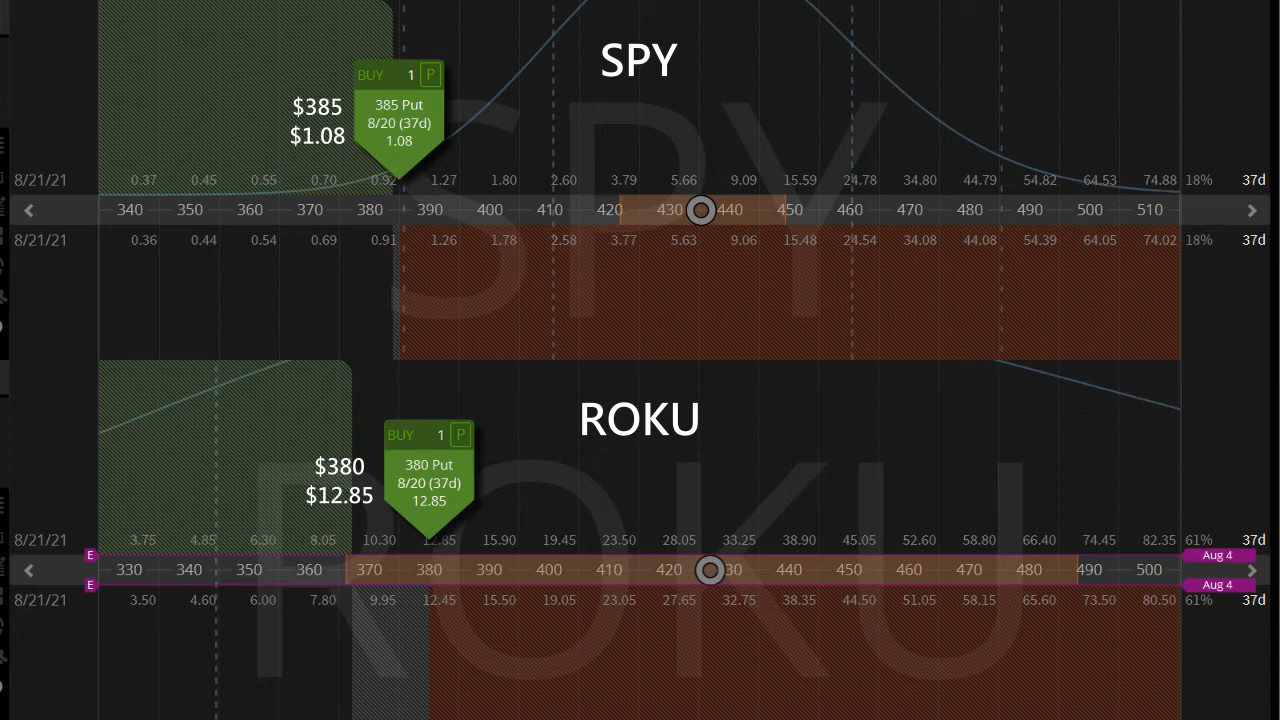 SPY
BUY 1 P
$385
$1.08
385 Put
8/20 (37d)
1.08
8/21/21 0.37 0.45 0.55 0.70 0.92 1.27 1.80 2.60 3.79 5.66 9.09 15.59 24.78 34.80 44.79 54.82 64.53 74.88 18% 37d
340 350 360 370 380 390 400 410 420 430 440 450 460 470 480 490 500 510
8/21/21 0.36 0.44 0.54 0.69 0.91 1.26 1.78 2.58 3.77 5.63 9.06 15.48 24.54 34.08 44.08 54.39 64.05 74.02 18% 37d
SPY
ROKU
BUY 1 P
$380
$12.85
380 Put
8/20 (37d)
12.85
8/21/21 3.75 4.85 6.30 8.05 10.30 12.85 15.90 19.45 23.50 28.05 33.25 38.90 45.05 52.60 58.80 66.40 74.45 82.35 61% 37d
E Aug 4
330 340 350 360 370 380 390 400 410 420 30 440 450 460 470 480 490 500
E Aug 4
8/21/21 3.50 4.60 6.00 7.80 9.95 12.45 15.50 19.05 23.05 27.65 32.75 38.35 44.50 51.05 58.15 65.60 73.50 80.50 61% 37d
ROKU